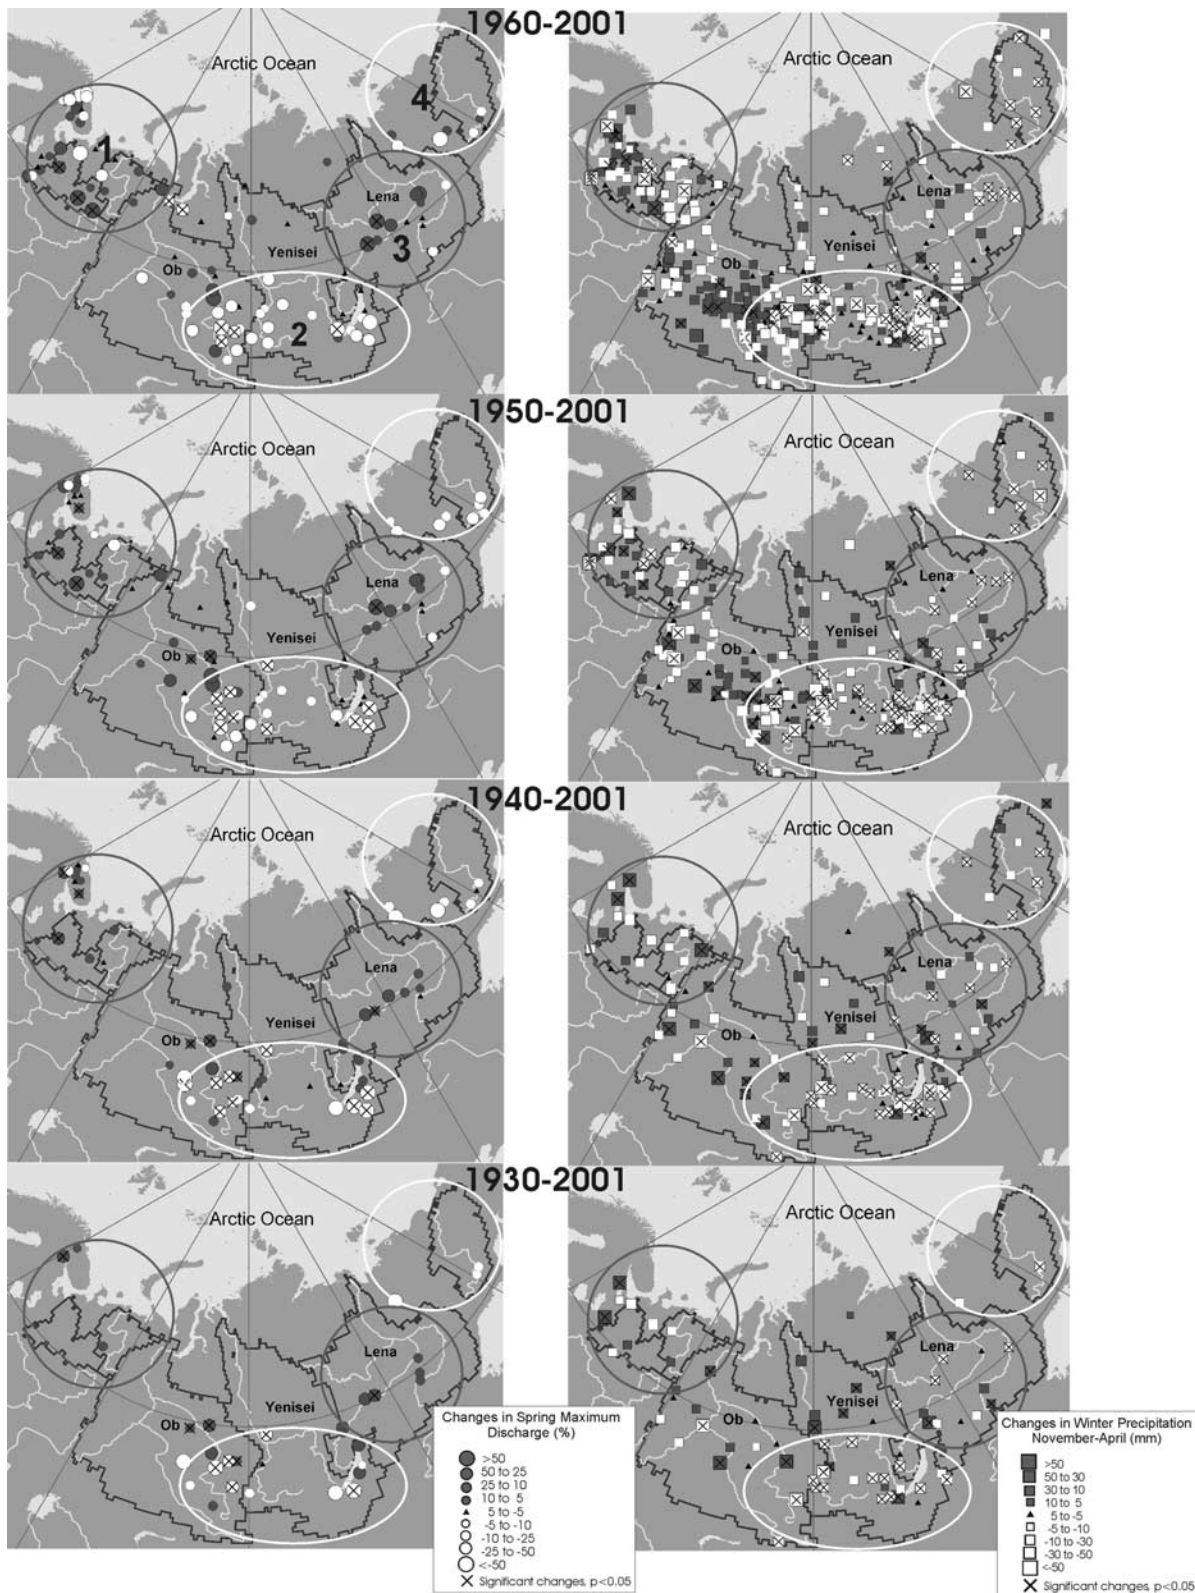 1960-2001
Arctic Ocean
4
1
Lena
3
Ob
Yenisei
2
Arctic Ocean
Lena
Yenisei
Ob
1950-2001
Arctic Ocean
Lena
Yenisei
Ob
Arctic Ocean
Lena
Yenisei
Ob
1940-2001
Arctic Ocean
Lena
Yenisei
Ob
Arctic Ocean
Lena
Yenisei
Ob
1930-2001
Arctic Ocean
Lena
Yenisei
Ob
Changes in Spring Maximum
Discharge (%)
>50
50 to 25
25 to 10
10 to 5
5 to -5
-5 to -10
-10 to -25
-25 to -50
<-50
Significant changes, p<0.05
Arctic Ocean
Lena
Yenisei
Ob
Changes in Winter Precipitation
November-April (mm)
>50
50 to 30
30 to 10
10 to 5
5 to -5
-5 to -10
-10 to -30
-30 to -50
<-50
Significant changes, p<0.05